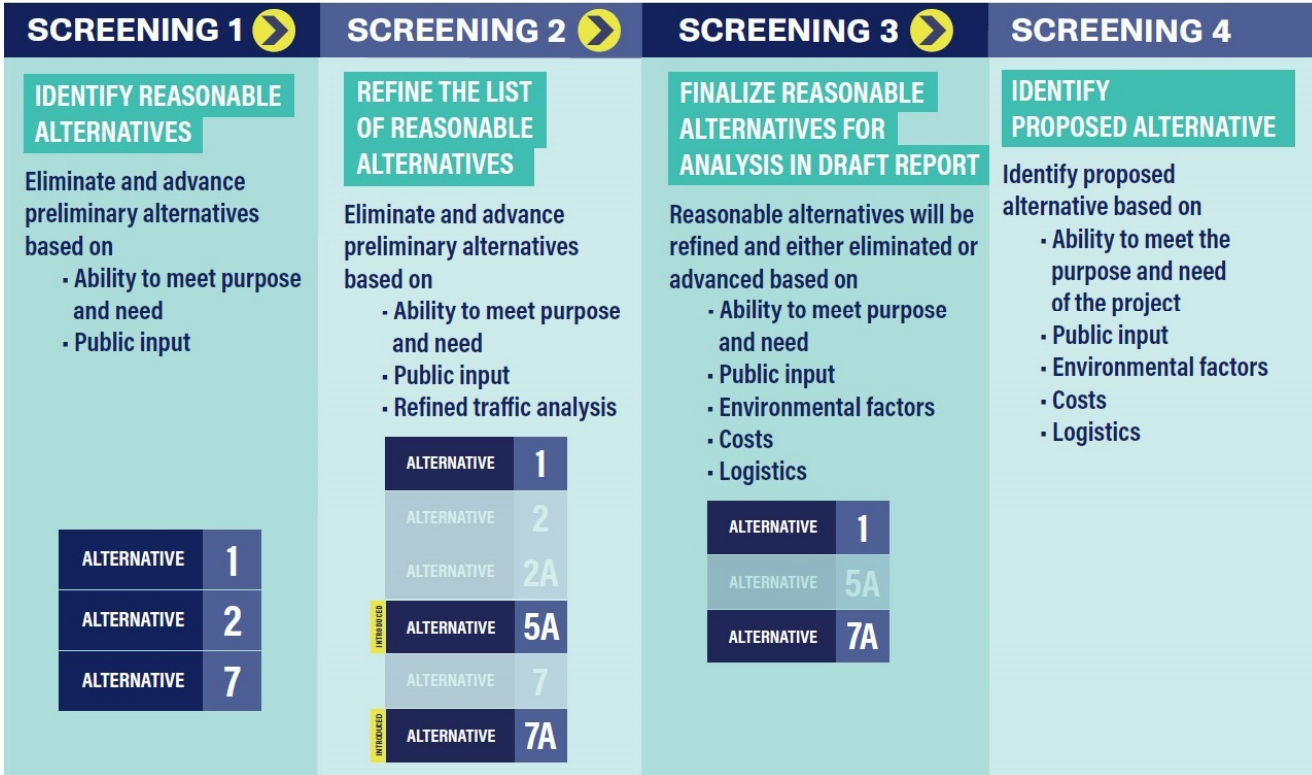 SCREENING 1
IDENTIFY REASONABLE
ALTERNATIVES
Eliminate and advance
preliminary alternatives
based on
▪ Ability to meet purpose
and need
▪ Public input
ALTERNATIVE 1
ALTERNATIVE 2
ALTERNATIVE 7
SCREENING 2
REFINE THE LIST
OF REASONABLE
ALTERNATIVES
Eliminate and advance
preliminary alternatives
based on
▪ Ability to meet purpose
and need
▪ Public input
▪ Refined traffic analysis
ALTERNATIVE 1
ALTERNATIVE 2
ALTERNATIVE 2A
INTRODUCED
ALTERNATIVE 5A
ALTERNATIVE 7
INTRODUCED
ALTERNATIVE 7A
SCREENING 3
FINALIZE REASONABLE
ALTERNATIVES FOR
ANALYSIS IN DRAFT REPORT
Reasonable alternatives will be
refined and either eliminated or
advanced based on
▪ Ability to meet purpose
and need
▪ Public input
▪ Environmental factors
▪ Costs
▪ Logistics
ALTERNATIVE 1
ALTERNATIVE 5A
ALTERNATIVE 7A
SCREENING 4
IDENTIFY
PROPOSED ALTERNATIVE
Identify proposed
alternative based on
▪ Ability to meet the
purpose and need
of the project
▪ Public input
▪ Environmental factors
▪ Costs
▪ Logistics